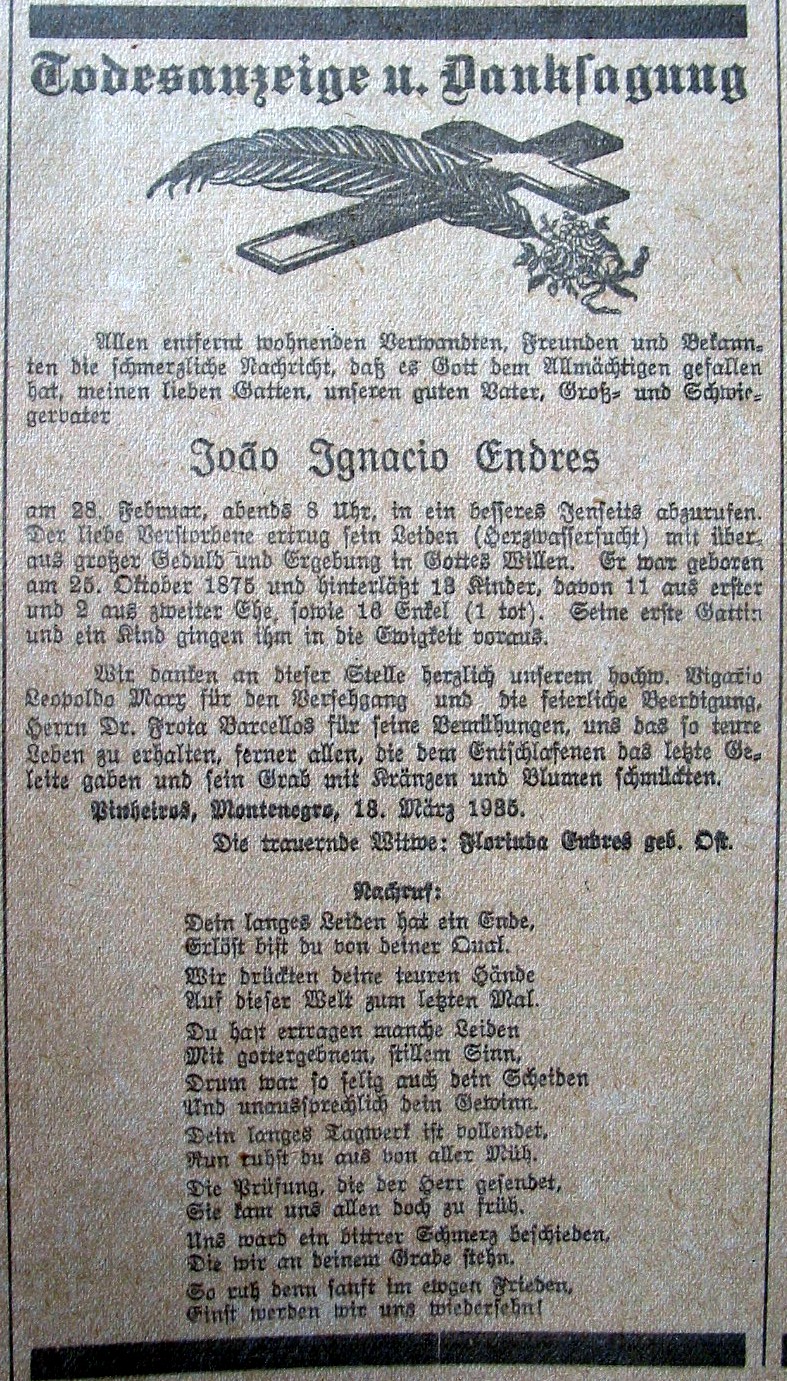 Todesanzeige u. Danksagung
Allen entfernt wohnenden Verwandten, Freunden und Bekann-
ten die schmerzliche Nachricht, daß es Gott dem Allmächtigen gefallen
hat, meinen lieben Gatten, unseren guten Vater, Groß- und Schwie-
gervater
João Ignacio Endres
am 28. Februar, abends 8 Uhr, in ein besseres Jenseits abzurufen.
Der liebe Verstorbene ertrug sein Leiden (Herzwassersucht) mit über-
aus großer Geduld und Ergebung in Gottes Willen. Er war geboren
am 25. Oktober 1875 und hinterläßt 13 Kinder, davon 11 aus erster
und 2 aus zweiter Ehe, sowie 16 Enkel (1 tot). Seine erste Gattin
und ein Kind gingen ihm in die Ewigkeit voraus.
Wir danken an dieser Stelle herzlich unserem hochw. Vigario
Leopoldo Marx für den Versehgang und die feierliche Beerdigung,
Herrn Dr. Frota Barcellos für seine Bemühungen, uns das so teure
Leben zu erhalten, ferner allen, die dem Entschlafenen das letzte Ge-
leite gaben und sein Grab mit Kränzen und Blumen schmückten.
Pinheiros, Montenegro, 13. März 1935.
Die trauernde Witwe: Florinda Endres geb. Ost.
Nachruf:
Dein langes Leiden hat ein Ende,
Erlöst bist du von deiner Qual.
Wir drückten deine teuren Hände
Auf dieser Welt zum letzten Mal.
Du hast ertragen manche Leiden
Mit gottergebnem, stillem Sinn,
Drum war so selig auch dein Scheiden
Und unaussprechlich dein Gewinn.
Dein langes Tagwerk ist vollendet,
Nun ruhst du aus von aller Müh.
Die Prüfung, die der Herr gesendet,
Sie kam uns allen doch zu früh.
Uns ward ein bittrer Schmerz beschieden,
Die wir an deinem Grabe stehn.
So ruh denn sanft im ewgen Frieden,
Einst werden wir uns wiedersehn!